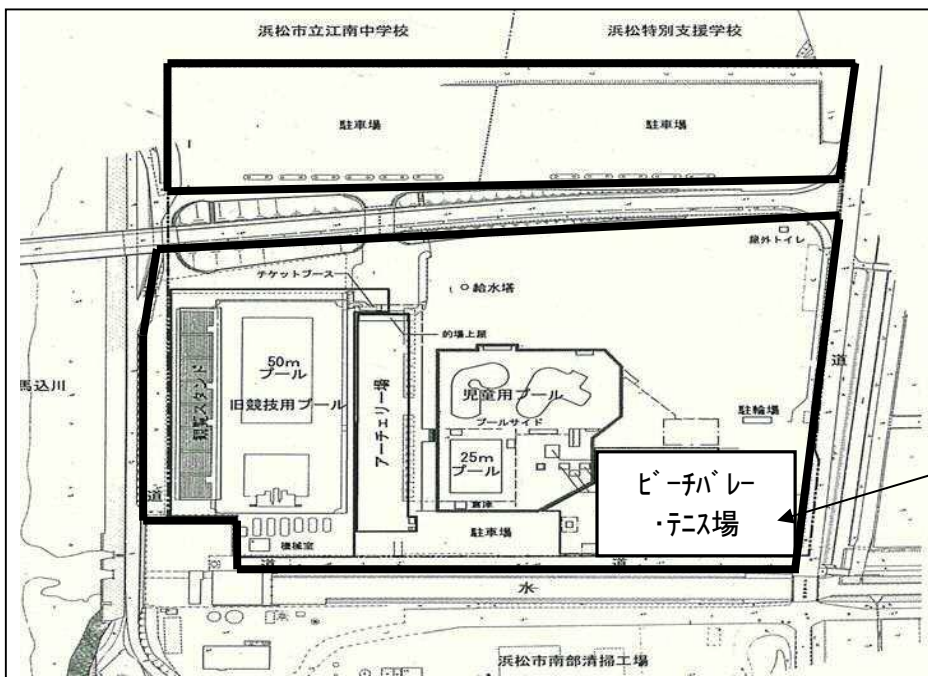 浜松市立江南中学校
浜松特別支援学校
駐車場
駐車場
屋外トイレ
チケットブース
給水塔
的場上屋
馬込川
観覧スタンド
50m
プール
旧競技用プール
アーチェリー場
児童用プール
プールサイド
25m
プール
倉庫
駐輪場
道
ビーチバレー
・テニス場
道
機械室
駐車場
道
道
水
浜松市南部清掃工場